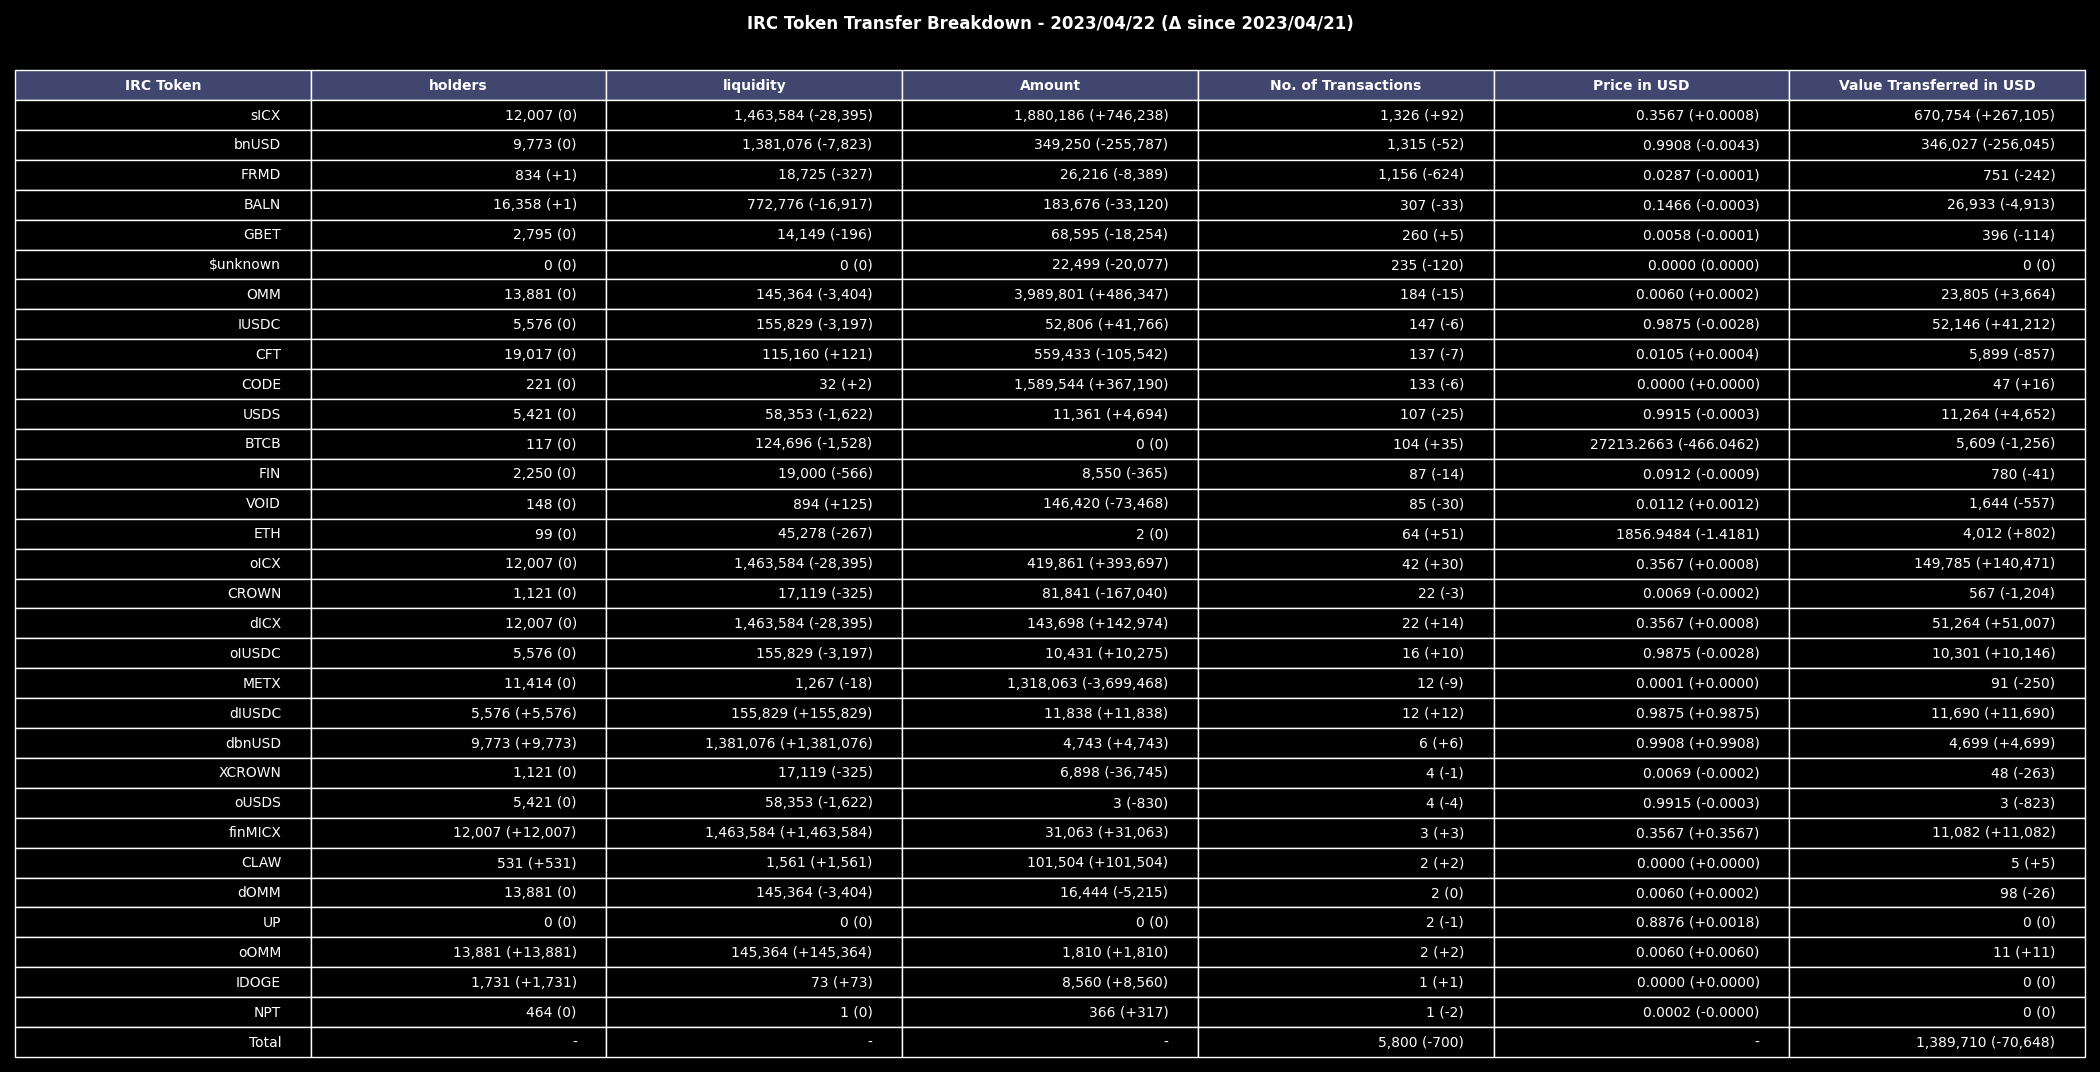 IRC Token Transfer Breakdown - 2023/04/22 (Δ since 2023/04/21)
IRC Token holders liquidity Amount No. of Transactions Price in USD Value Transferred in USD
sICX 12,007 (0) 1,463,584 (-28,395) 1,880,186 (+746,238) 1,326 (+92) 0.3567 (+0.0008) 670,754 (+267,105)
bnUSD 9,773 (0) 1,381,076 (-7,823) 349,250 (-255,787) 1,315 (-52) 0.9908 (-0.0043) 346,027 (-256,045)
FRMD 834 (+1) 18,725 (-327) 26,216 (-8,389) 1,156 (-624) 0.0287 (-0.0001) 751 (-242)
BALN 16,358 (+1) 772,776 (-16,917) 183,676 (-33,120) 307 (-33) 0.1466 (-0.0003) 26,933 (-4,913)
GBET 2,795 (0) 14,149 (-196) 68,595 (-18,254) 260 (+5) 0.0058 (-0.0001) 396 (-114)
$unknown 0 (0) 0 (0) 22,499 (-20,077) 235 (-120) 0.0000 (0.0000) 0 (0)
OMM 13,881 (0) 145,364 (-3,404) 3,989,801 (+486,347) 184 (-15) 0.0060 (+0.0002) 23,805 (+3,664)
IUSDC 5,576 (0) 155,829 (-3,197) 52,806 (+41,766) 147 (-6) 0.9875 (-0.0028) 52,146 (+41,212)
CFT 19,017 (0) 115,160 (+121) 559,433 (-105,542) 137 (-7) 0.0105 (+0.0004) 5,899 (-857)
CODE 221 (0) 32 (+2) 1,589,544 (+367,190) 133 (-6) 0.0000 (+0.0000) 47 (+16)
USDS 5,421 (0) 58,353 (-1,622) 11,361 (+4,694) 107 (-25) 0.9915 (-0.0003) 11,264 (+4,652)
BTCB 117 (0) 124,696 (-1,528) 0 (0) 104 (+35) 27213.2663 (-466.0462) 5,609 (-1,256)
FIN 2,250 (0) 19,000 (-566) 8,550 (-365) 87 (-14) 0.0912 (-0.0009) 780 (-41)
VOID 148 (0) 894 (+125) 146,420 (-73,468) 85 (-30) 0.0112 (+0.0012) 1,644 (-557)
ETH 99 (0) 45,278 (-267) 2 (0) 64 (+51) 1856.9484 (-1.4181) 4,012 (+802)
oICX 12,007 (0) 1,463,584 (-28,395) 419,861 (+393,697) 42 (+30) 0.3567 (+0.0008) 149,785 (+140,471)
CROWN 1,121 (0) 17,119 (-325) 81,841 (-167,040) 22 (-3) 0.0069 (-0.0002) 567 (-1,204)
dICX 12,007 (0) 1,463,584 (-28,395) 143,698 (+142,974) 22 (+14) 0.3567 (+0.0008) 51,264 (+51,007)
oIUSDC 5,576 (0) 155,829 (-3,197) 10,431 (+10,275) 16 (+10) 0.9875 (-0.0028) 10,301 (+10,146)
METX 11,414 (0) 1,267 (-18) 1,318,063 (-3,699,468) 12 (-9) 0.0001 (+0.0000) 91 (-250)
dIUSDC 5,576 (+5,576) 155,829 (+155,829) 11,838 (+11,838) 12 (+12) 0.9875 (+0.9875) 11,690 (+11,690)
dbnUSD 9,773 (+9,773) 1,381,076 (+1,381,076) 4,743 (+4,743) 6 (+6) 0.9908 (+0.9908) 4,699 (+4,699)
XCROWN 1,121 (0) 17,119 (-325) 6,898 (-36,745) 4 (-1) 0.0069 (-0.0002) 48 (-263)
oUSDS 5,421 (0) 58,353 (-1,622) 3 (-830) 4 (-4) 0.9915 (-0.0003) 3 (-823)
finMICX 12,007 (+12,007) 1,463,584 (+1,463,584) 31,063 (+31,063) 3 (+3) 0.3567 (+0.3567) 11,082 (+11,082)
CLAW 531 (+531) 1,561 (+1,561) 101,504 (+101,504) 2 (+2) 0.0000 (+0.0000) 5 (+5)
dOMM 13,881 (0) 145,364 (-3,404) 16,444 (-5,215) 2 (0) 0.0060 (+0.0002) 98 (-26)
UP 0 (0) 0 (0) 0 (0) 2 (-1) 0.8876 (+0.0018) 0 (0)
oOMM 13,881 (+13,881) 145,364 (+145,364) 1,810 (+1,810) 2 (+2) 0.0060 (+0.0060) 11 (+11)
IDOGE 1,731 (+1,731) 73 (+73) 8,560 (+8,560) 1 (+1) 0.0000 (+0.0000) 0 (0)
NPT 464 (0) 1 (0) 366 (+317) 1 (-2) 0.0002 (-0.0000) 0 (0)
Total - - - 5,800 (-700) - 1,389,710 (-70,648)